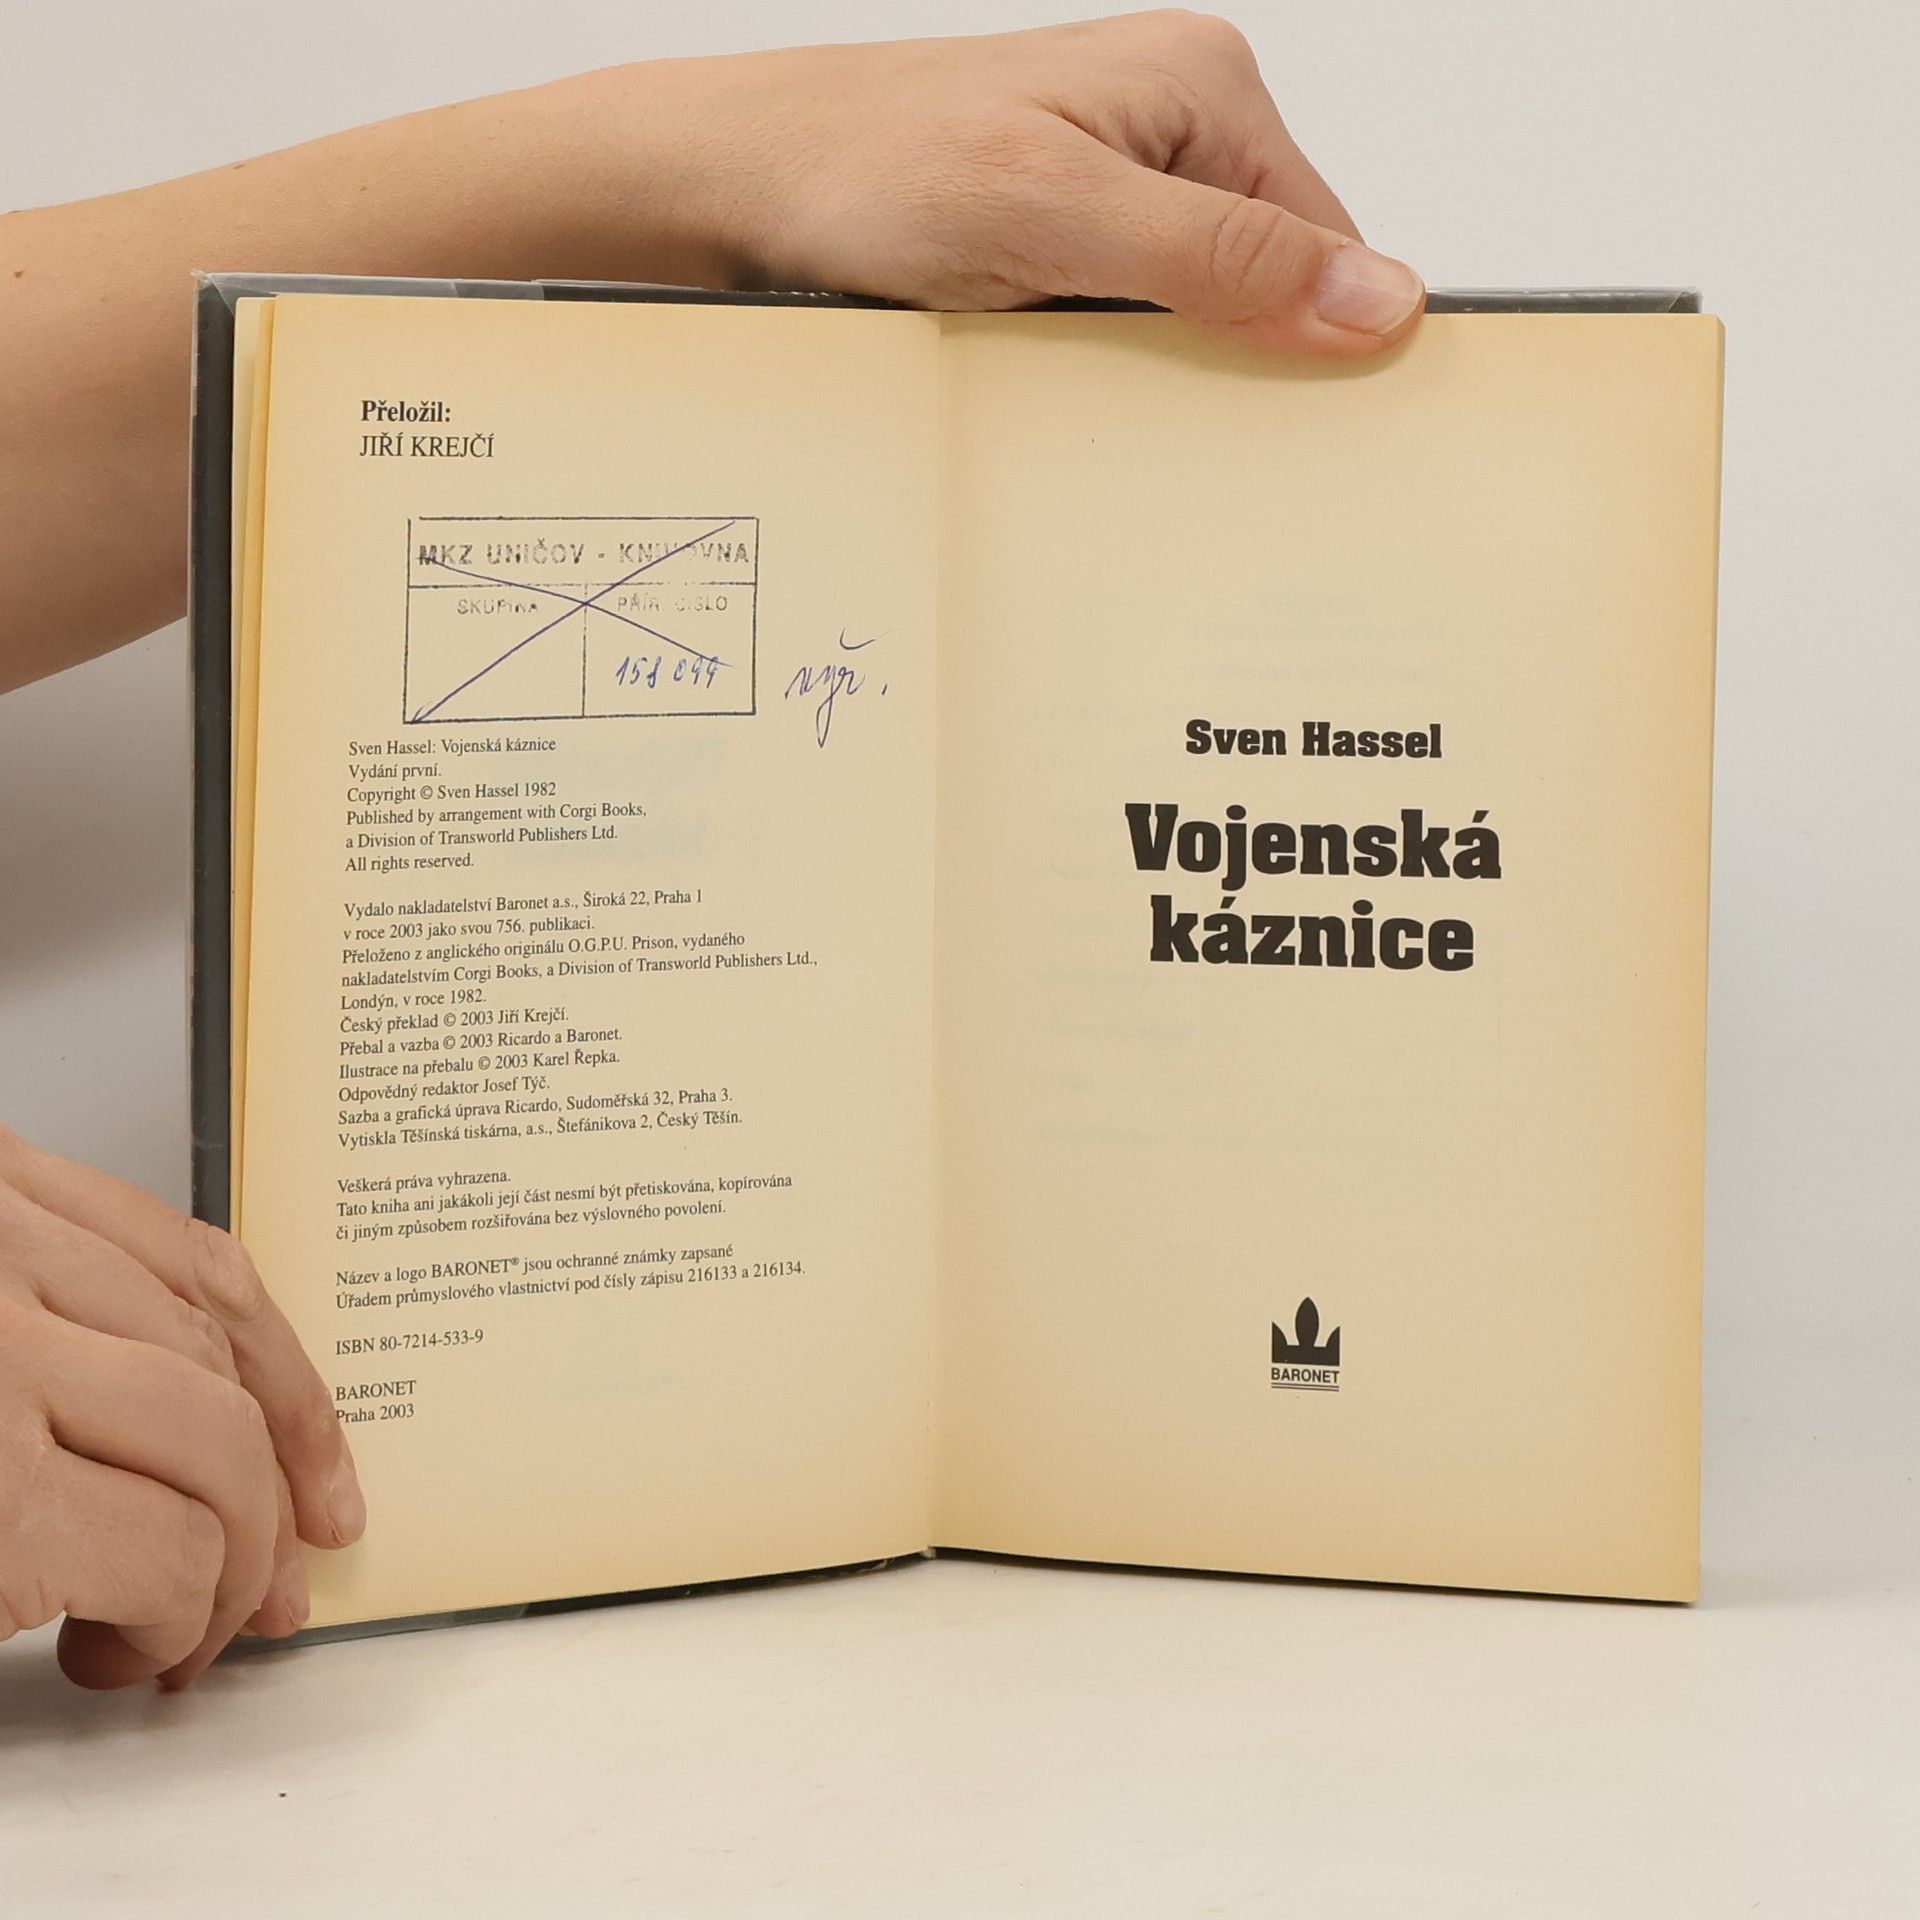 Přeložil:
JIŘÍ KREJČÍ
MKZ UNIČOV - KNIHOVNA
SKUPINA
PŘÍR. ČÍSLO
vyř.
Sven Hassel: Vojenská káznice
Vydání první.
Copyright © Sven Hassel 1982
Published by arrangement with Corgi Books,
a Division of Transworld Publishers Ltd.
All rights reserved.
Vydalo nakladatelství Baronet a.s., Široká 22, Praha 1
v roce 2003 jako svou 756. publikaci.
Přeloženo z anglického originálu O.G.P.U. Prison, vydaného
nakladatelstvím Corgi Books, a Division of Transworld Publishers Ltd.,
Londýn, v roce 1982.
Český překlad © 2003 Jiří Krejčí.
Přebal a vazba © 2003 Ricardo a Baronet.
Ilustrace na přebalu © 2003 Karel Řepka.
Odpovědný redaktor Josef Týč.
Sazba a grafická úprava Ricardo, Sudoměřská 32, Praha 3.
Vytiskla Těšínská tiskárna, a.s., Štefánikova 2, Český Těšín.
Veškerá práva vyhrazena.
Tato kniha ani jakákoli její část nesmí být přetiskována, kopírována
či jiným způsobem rozšiřována bez výslovného povolení.
Název a logo BARONET® jsou ochranné známky zapsané
Úřadem průmyslového vlastnictví pod čísly zápisu 216133 a 216134.
ISBN 80-7214-533-9
BARONET
Praha 2003
Sven Hassel
Vojenská
káznice
BARONET